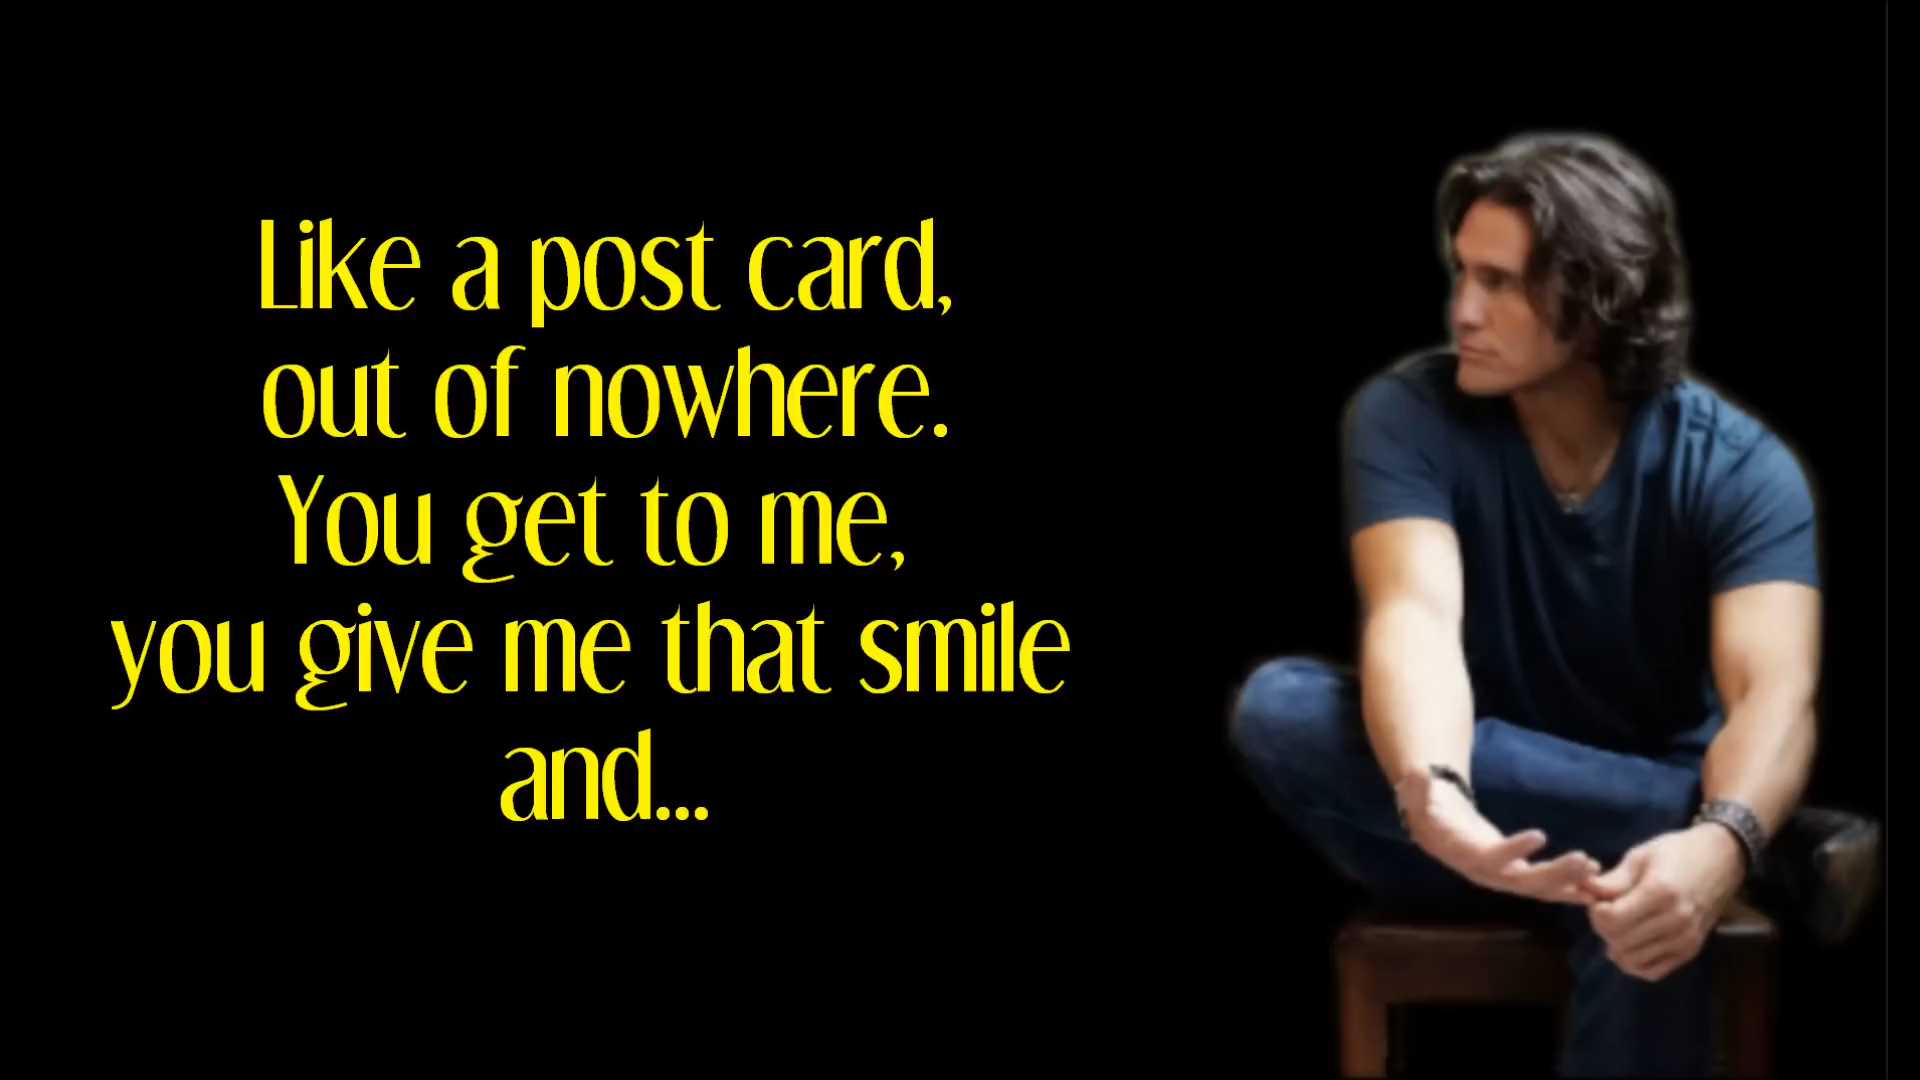 Like a post card,
out of nowhere.
You get to me,
you give me that smile
and...